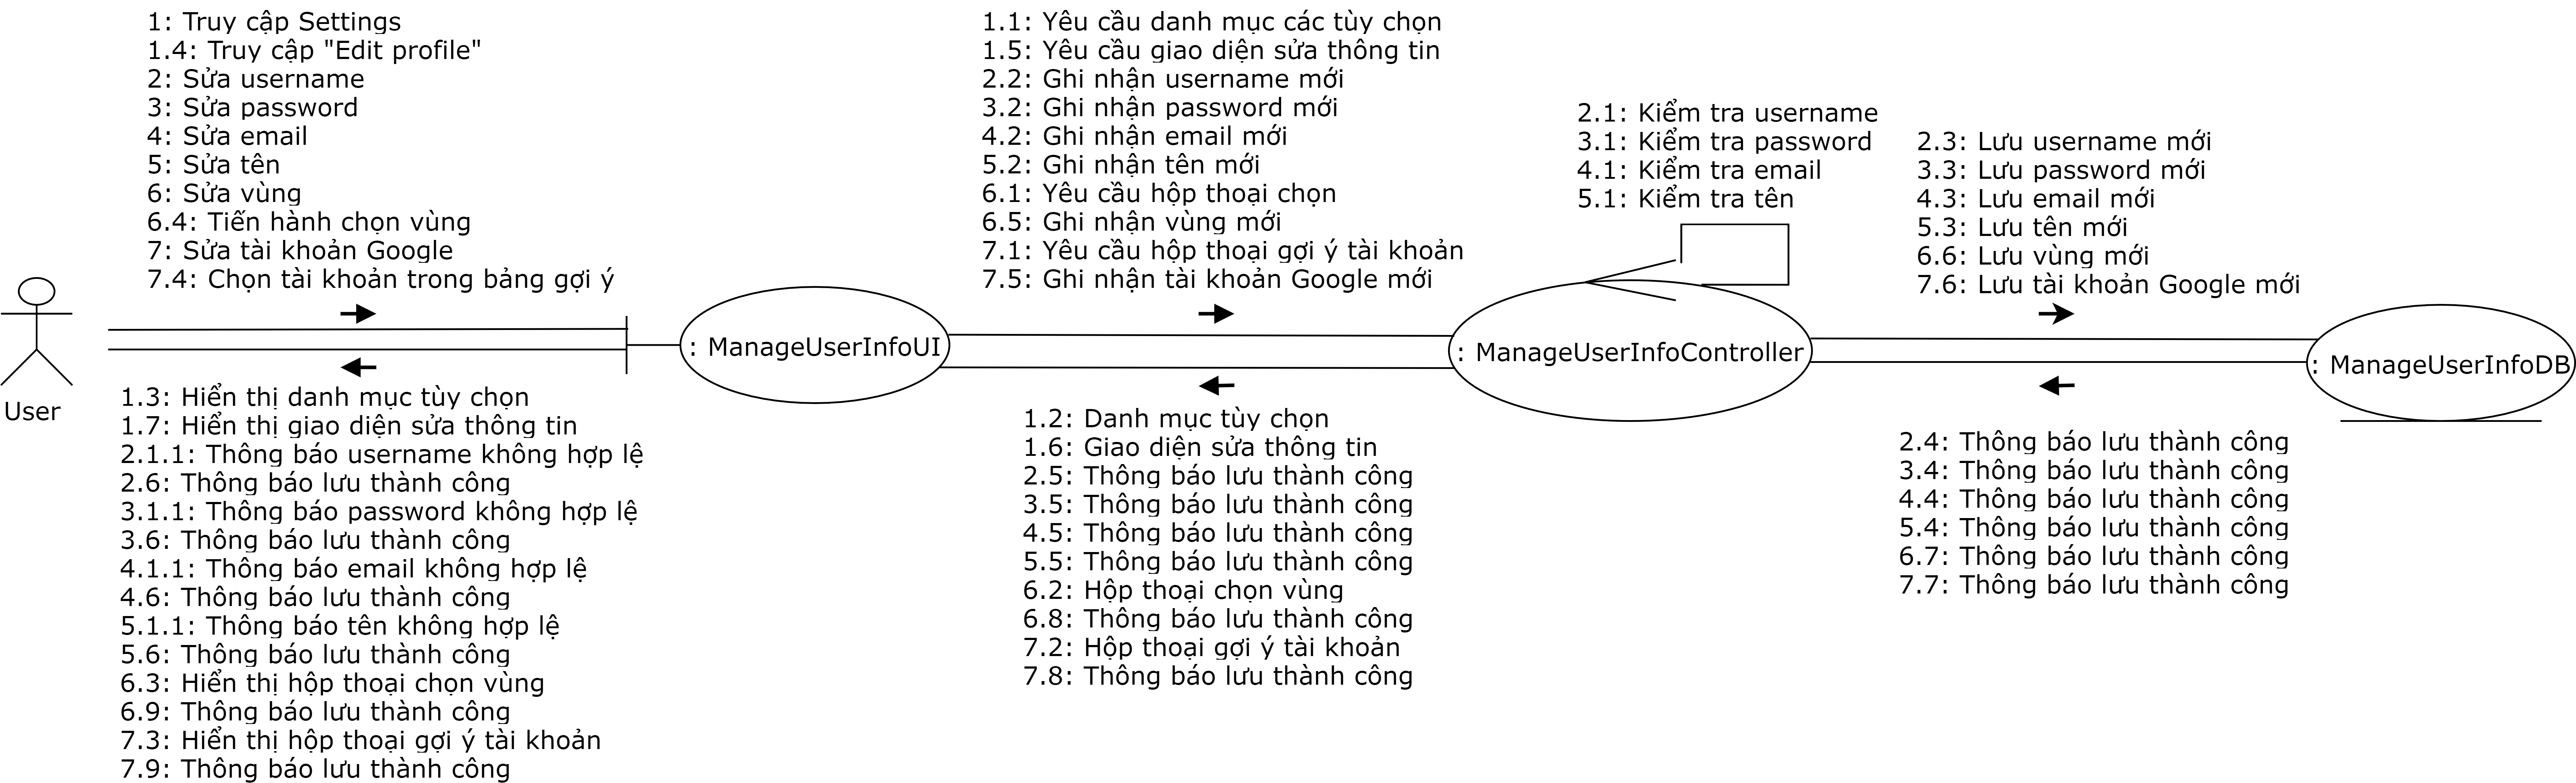 1: Truy cập Settings
1.4: Truy cập "Edit profile"
2: Sửa username
3: Sửa password
4: Sửa email
5: Sửa tên
6: Sửa vùng
6.4: Tiến hành chọn vùng
7: Sửa tài khoản Google
7.4: Chọn tài khoản trong bảng gợi ý
1.1: Yêu cầu danh mục các tùy chọn
1.5: Yêu cầu giao diện sửa thông tin
2.2: Ghi nhận username mới
3.2: Ghi nhận password mới
4.2: Ghi nhận email mới
5.2: Ghi nhận tên mới
6.1: Yêu cầu hộp thoại chọn
6.5: Ghi nhận vùng mới
7.1: Yêu cầu hộp thoại gợi ý tài khoản
7.5: Ghi nhận tài khoản Google mới
2.1: Kiểm tra username
3.1: Kiểm tra password
4.1: Kiểm tra email
5.1: Kiểm tra tên
2.3: Lưu username mới
3.3: Lưu password mới
4.3: Lưu email mới
5.3: Lưu tên mới
6.6: Lưu vùng mới
7.6: Lưu tài khoản Google mới
User
: ManageUserInfoUI
: ManageUserInfoController
: ManageUserInfoDB
1.3: Hiển thị danh mục tùy chọn
1.7: Hiển thị giao diện sửa thông tin
2.1.1: Thông báo username không hợp lệ
2.6: Thông báo lưu thành công
3.1.1: Thông báo password không hợp lệ
3.6: Thông báo lưu thành công
4.1.1: Thông báo email không hợp lệ
4.6: Thông báo lưu thành công
5.1.1: Thông báo tên không hợp lệ
5.6: Thông báo lưu thành công
6.3: Hiển thị hộp thoại chọn vùng
6.9: Thông báo lưu thành công
7.3: Hiển thị hộp thoại gợi ý tài khoản
7.9: Thông báo lưu thành công
1.2: Danh mục tùy chọn
1.6: Giao diện sửa thông tin
2.5: Thông báo lưu thành công
3.5: Thông báo lưu thành công
4.5: Thông báo lưu thành công
5.5: Thông báo lưu thành công
6.2: Hộp thoại chọn vùng
6.8: Thông báo lưu thành công
7.2: Hộp thoại gợi ý tài khoản
7.8: Thông báo lưu thành công
2.4: Thông báo lưu thành công
3.4: Thông báo lưu thành công
4.4: Thông báo lưu thành công
5.4: Thông báo lưu thành công
6.7: Thông báo lưu thành công
7.7: Thông báo lưu thành công